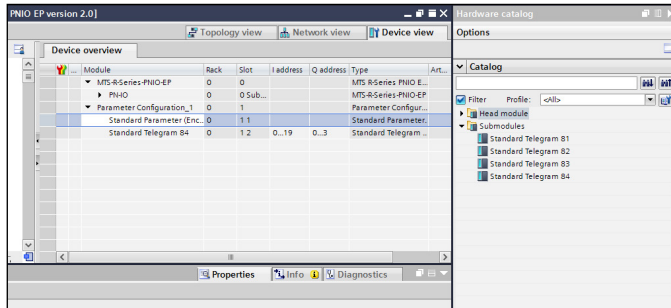 PNIO EP version 2.0]
Hardware catalog
Topology view Network view Device view
Options
Device overview
... Module Rack Slot I address Q address Type Art...
MTS-R-Series-PNIO-EP 0 0 MTS R-Series PNIO E...
PN-IO 0 0 Sub... MTS-R-Series-PNIO-EP
Parameter Configuration_1 0 1 Parameter Configur...
Standard Parameter (Enc.. 0 1 1 Standard Parameter.
Standard Telegram 84 0 1 2 0...19 0...3 Standard Telegram ..
Catalog
Filter Profile: <All>
Head module
Submodules
Standard Telegram 81
Standard Telegram 82
Standard Telegram 83
Standard Telegram 84
Properties Info Diagnostics